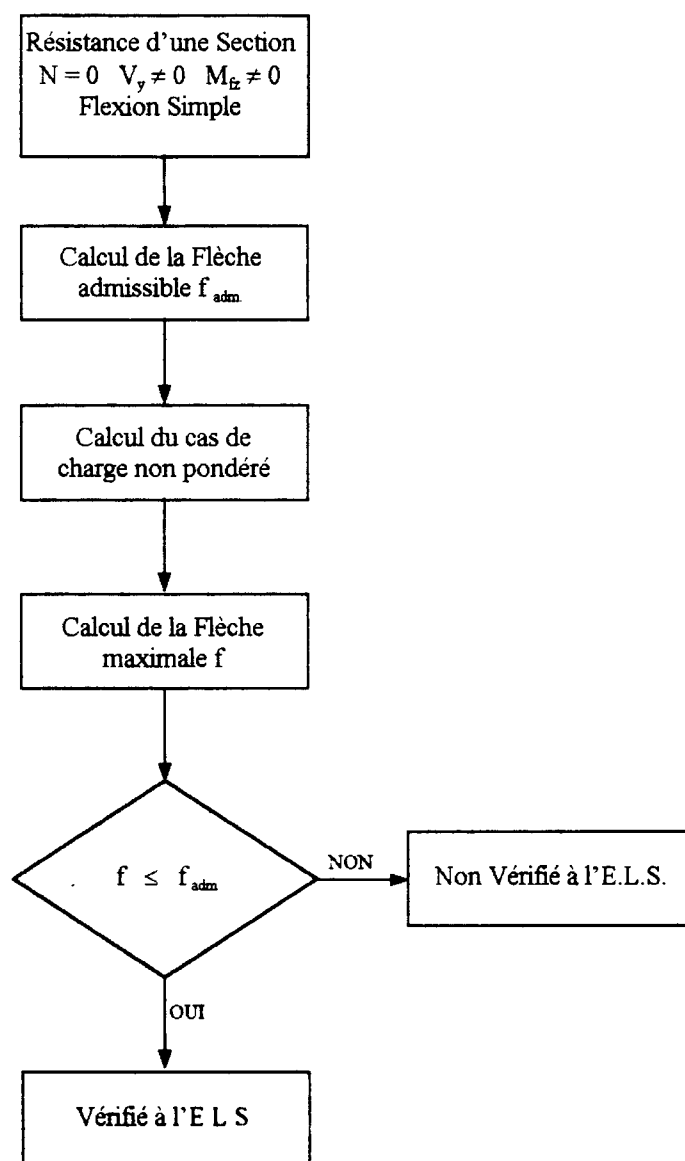 Résistance d'une Section
N = 0 V_y ≠ 0 M_fz ≠ 0
Flexion Simple
Calcul de la Flèche
admissible f_adm.
Calcul du cas de
charge non pondéré
Calcul de la Flèche
maximale f
f ≤ f_adm
NON
Non Vérifié à l'E.L.S.
OUI
Vérifié à l'E L S